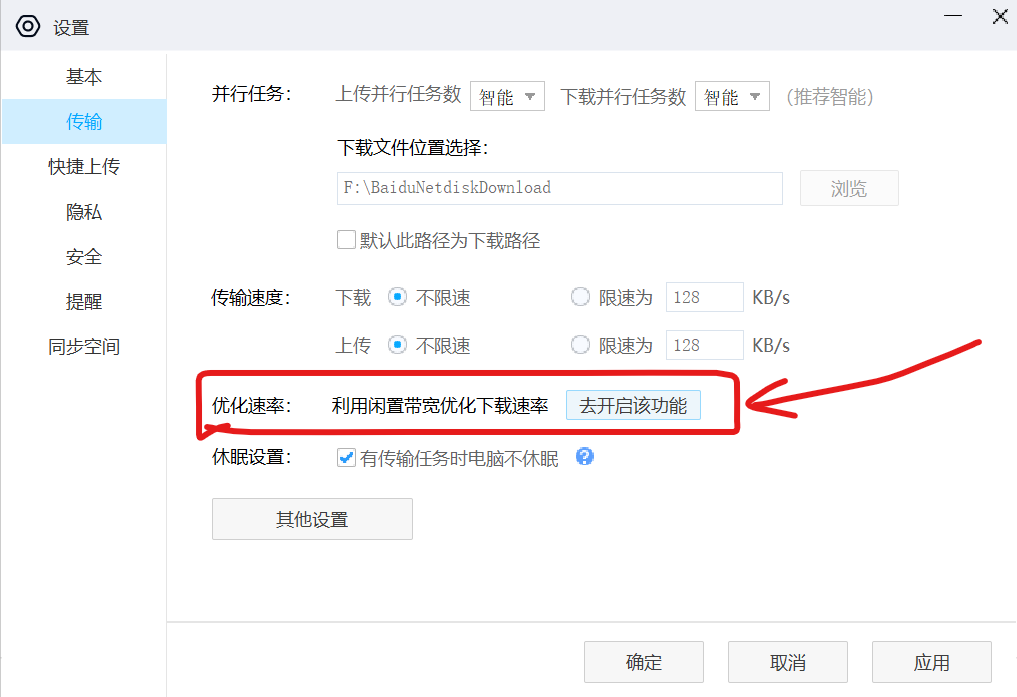 设置
基本
传输
快捷上传
隐私
安全
提醒
同步空间
并行任务： 上传并行任务数 智能 下载并行任务数 智能 (推荐智能)
下载文件位置选择：
F:\BaiduNetdiskDownload 浏览
默认此路径为下载路径
传输速度： 下载 不限速 限速为 128 KB/s
上传 不限速 限速为 128 KB/s
优化速率： 利用闲置带宽优化下载速率 去开启该功能
休眠设置： 有传输任务时电脑不休眠 ?
其他设置
确定 取消 应用